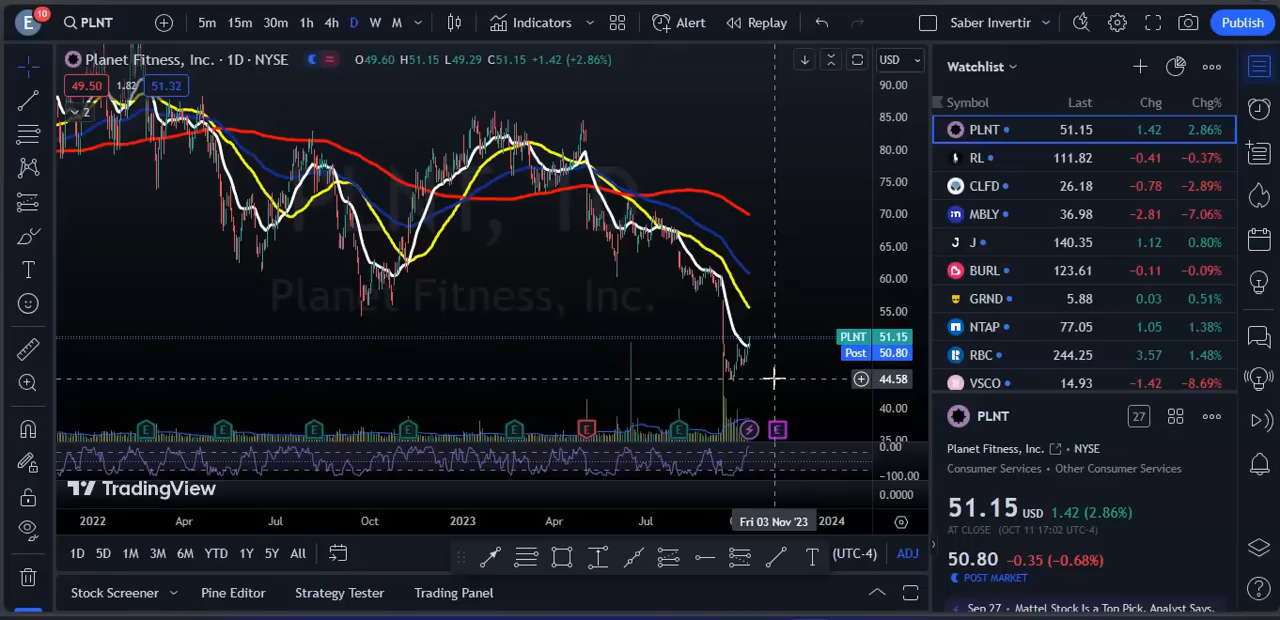 E 10 PLNT 5m 15m 30m 1h 4h D W M Indicators Alert Replay Saber Invertir Publish
Planet Fitness, Inc. · 1D · NYSE O49.60 H51.15 L49.29 C51.15 +1.42 (+2.86%) USD
49.50 1.82 51.32
2
90.00
85.00
80.00
75.00
70.00
65.00
60.00
55.00
PLNT, 1D
Planet Fitness, Inc.
PLNT 51.15
Post 50.80
44.58
40.00
35.00
E E E E E E E E
0.00
−100.00
0.0000
TradingView
2022 Apr Jul Oct 2023 Apr Jul Fri 03 Nov '23 2024
1D 5D 1M 3M 6M YTD 1Y 5Y All T (UTC-4) ADJ
Stock Screener Pine Editor Strategy Tester Trading Panel
Watchlist
Symbol Last Chg Chg%
PLNT 51.15 1.42 2.86%
RL 111.82 −0.41 −0.37%
CLFD 26.18 −0.78 −2.89%
MBLY 36.98 −2.81 −7.06%
J 140.35 1.12 0.80%
BURL 123.61 −0.11 −0.09%
GRND 5.88 0.03 0.51%
NTAP 77.05 1.05 1.38%
RBC 244.25 3.57 1.48%
VSCO 14.93 −1.42 −8.69%
PLNT 27
Planet Fitness, Inc. • NYSE
Consumer Services • Other Consumer Services
51.15 USD 1.42 (2.86%)
AT CLOSE (OCT 11 17:02 UTC-4)
50.80 −0.35 (−0.68%)
POST MARKET
Sep 27 • Mattel Stock Is a Top Pick, Analyst Says.